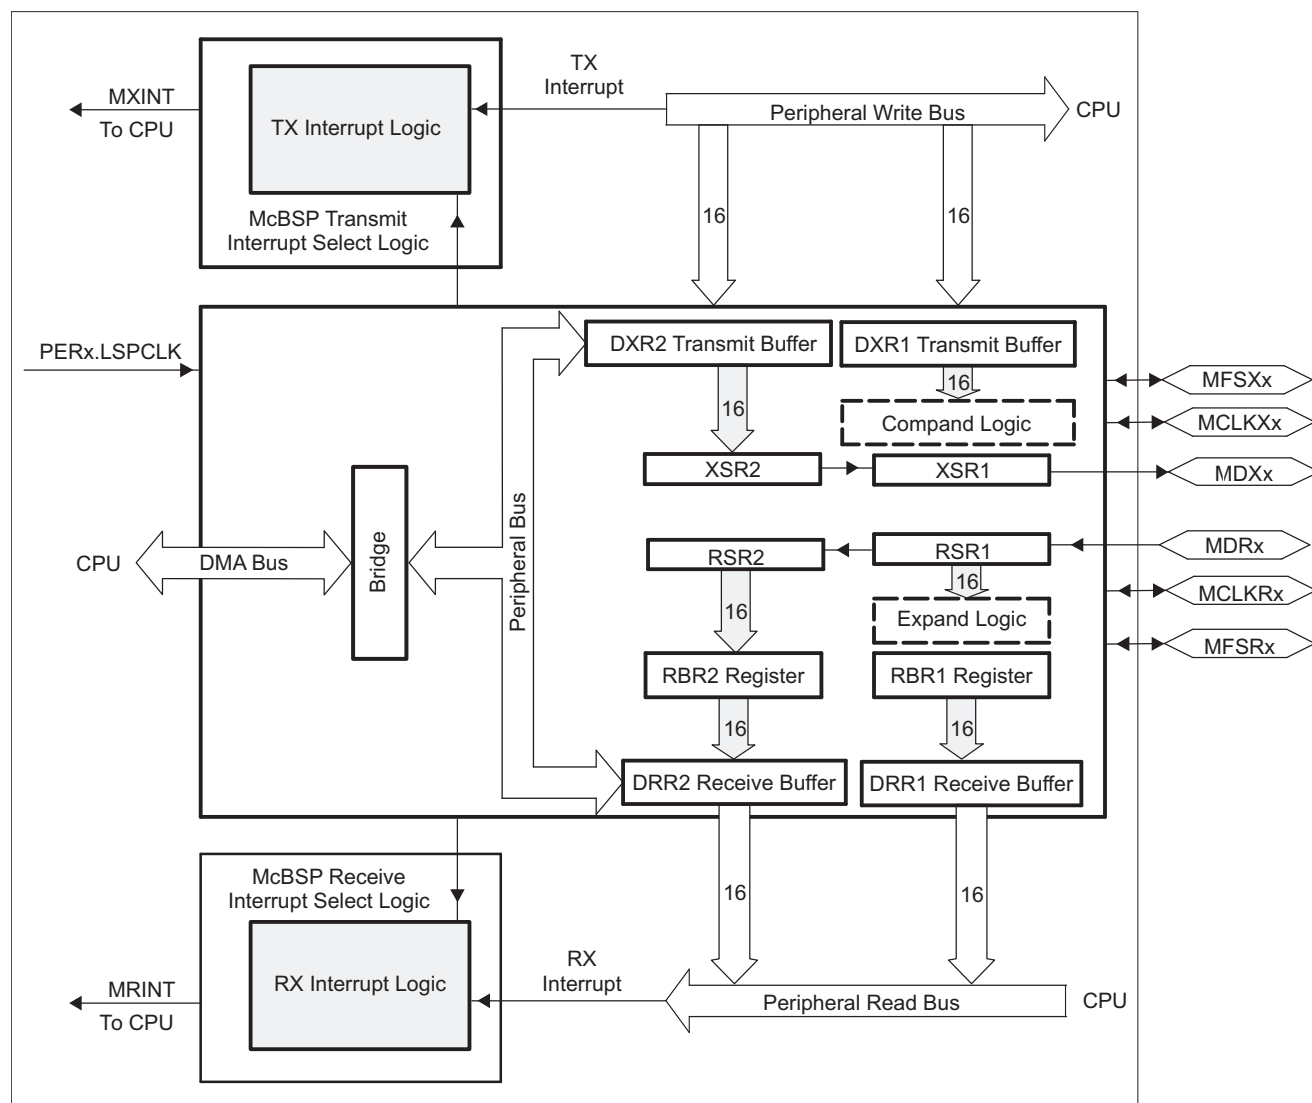 TX
Interrupt
MXINT
To CPU
TX Interrupt Logic
Peripheral Write Bus
CPU
McBSP Transmit
Interrupt Select Logic
16
16
PERx.LSPCLK
DXR2 Transmit Buffer
DXR1 Transmit Buffer
MFSXx
16
16
Compand Logic
MCLKXx
XSR2
XSR1
MDXx
Peripheral Bus
CPU
DMA Bus
Bridge
RSR2
RSR1
MDRx
16
16
MCLKRx
Expand Logic
MFSRx
RBR2 Register
RBR1 Register
16
16
DRR2 Receive Buffer
DRR1 Receive Buffer
McBSP Receive
Interrupt Select Logic
16
16
RX
Interrupt
MRINT
To CPU
RX Interrupt Logic
Peripheral Read Bus
CPU